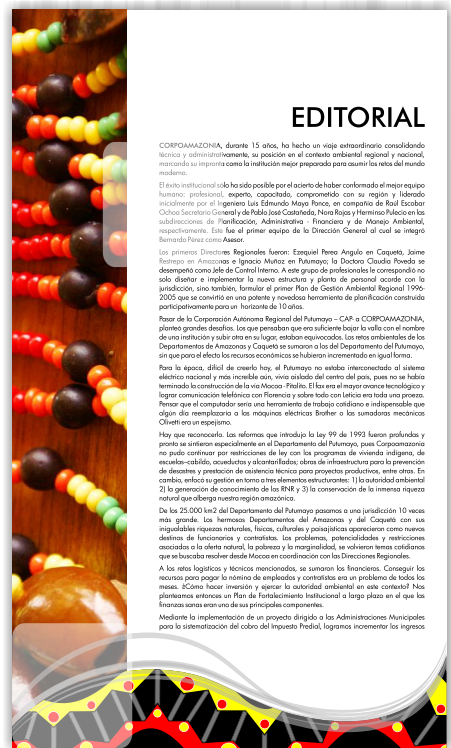 EDITORIAL
CORPOAMAZONIA, durante 15 años, ha hecho un viaje extraordinario consolidando
técnica y administrativamente, su posición en el contexto ambiental regional y nacional,
marcando su impronta como la institución mejor preparada para asumir los retos del mundo
moderno.
El éxito institucional sólo ha sido posible por el acierto de haber conformado el mejor equipo
humano: profesional, experto, capacitado, comprometido con su región y liderado
inicialmente por el Ingeniero Luis Edmundo Maya Ponce, en compañía de Raúl Escobar
Ochoa Secretario General y de Pablo José Castañeda, Nora Rojas y Herminso Pulecio en las
subdirecciones de Planificación, Administrativa - Financiera y de Manejo Ambiental,
respectivamente. Este fue el primer equipo de la Dirección General al cual se integró
Bernardo Pérez como Asesor.
Los primeros Directores Regionales fueron: Ezequial Perea Angulo en Caquetá, Jaime
Restrepo en Amazonas e Ignacio Muñoz en Putumayo; la Doctora Claudia Poveda se
desempeñó como Jefe de Control Interno. A este grupo de profesionales le correspondió no
solo diseñar e implementar la nueva estructura y planta de personal acorde con la
jurisdicción, sino también, formular el primer Plan de Gestión Ambiental Regional 1996-
2005 que se convirtió en una potente y novedosa herramienta de planificación construida
participativamente para un horizonte de 10 años.
Pasar de la Corporación Autónoma Regional del Putumayo – CAP- a CORPOAMAZONIA,
planteó grandes desafíos. Los que pensaban que era suficiente bajar la valla con el nombre
de una institución y subir otra en su lugar, estaban equivocados. Los retos ambientales de los
Departamentos de Amazonas y Caquetá se sumaron a los del Departamento del Putumayo,
sin que para el efecto los recursos económicos se hubieran incrementado en igual forma.
Para la época, difícil de creerlo hoy, el Putumayo no estaba interconectado al sistema
eléctrico nacional y más increíble aún, vivía aislado del centro del país, pues no se había
terminado la construcción de la vía Mocoa - Pitalito. El fax era el mayor avance tecnológico y
lograr comunicación telefónica con Florencia y sobre todo con Leticia era toda una proeza.
Pensar que el computador sería una herramienta de trabajo cotidiano e indispensable que
algún día reemplazaría a las máquinas eléctricas Brother o las sumadoras mecánicas
Olivetti era un espejismo.
Hay que reconocerlo. Las reformas que introdujo la Ley 99 de 1993 fueron profundas y
pronto se sintieron especialmente en el Departamento del Putumayo, pues Corpoamazonia
no pudo continuar por restricciones de ley con los programas de vivienda indígena, de
escuelas–cabildo, acueductos y alcantarillados; obras de infraestructura para la prevención
de desastres y prestación de asistencia técnica para proyectos productivos, entre otras. En
cambio, enfocó su gestión en torno a tres elementos estructurantes: 1) la autoridad ambiental
2) la generación de conocimiento de los RNR y 3) la conservación de la inmensa riqueza
natural que alberga nuestra región amazónica.
De los 25.000 km2 del Departamento del Putumayo pasamos a una jurisdicción 10 veces
más grande. Los hermosos Departamentos del Amazonas y del Caquetá con sus
inigualables riquezas naturales, físicas, culturales y paisajísticas aparecieron como nuevos
destinos de funcionarios y contratistas. Los problemas, potencialidades y restricciones
asociadas a la oferta natural, la pobreza y la marginalidad, se volvieron temas cotidianos
que se buscaba resolver desde Mocoa en coordinación con las Direcciones Regionales.
A los retos logísticos y técnicos mencionados, se sumaron los financieros. Conseguir los
recursos para pagar la nómina de empleados y contratistas era un problema de todos los
meses. ¿Cómo hacer inversión y ejercer la autoridad ambiental en este contexto? Nos
planteamos entonces un Plan de Fortalecimiento Institucional a largo plazo en el que las
finanzas sanas eran uno de sus principales componentes.
Mediante la implementación de un proyecto dirigido a las Administraciones Municipales
para la sistematización del cobro del Impuesto Predial, logramos incrementar los ingresos